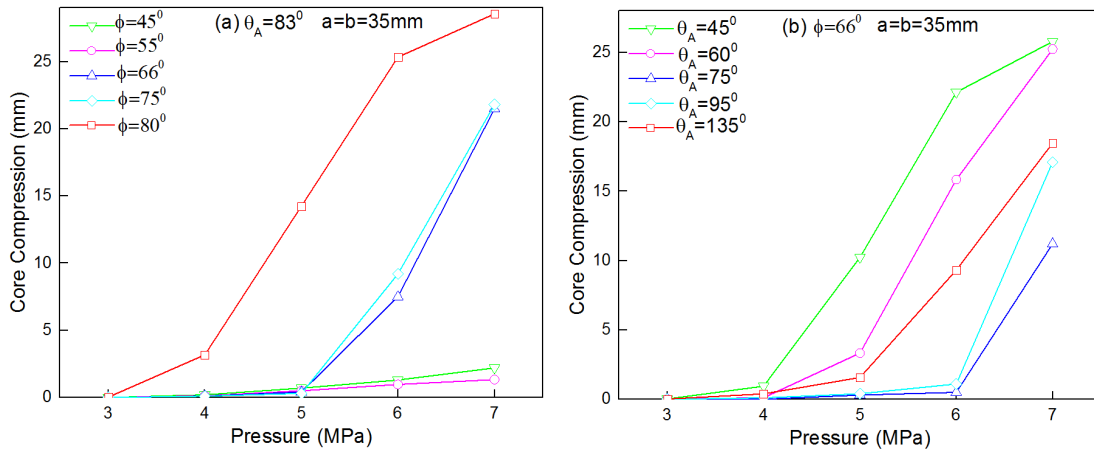 (a) θA=83⁰ a=b=35mm
ϕ=45⁰
ϕ=55⁰
ϕ=66⁰
ϕ=75⁰
ϕ=80⁰
Core Compression (mm)
25
20
15
10
5
0
3 4 5 6 7
Pressure (MPa)
(b) ϕ=66⁰ a=b=35mm
θA=45⁰
θA=60⁰
θA=75⁰
θA=95⁰
θA=135⁰
Core Compression (mm)
25
20
15
10
5
0
3 4 5 6 7
Pressure (MPa)